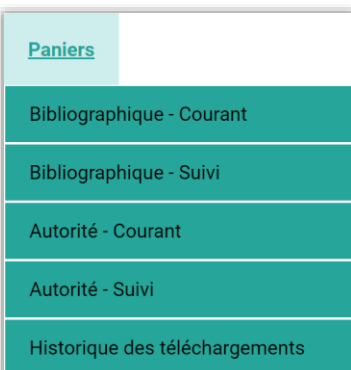 Paniers
Bibliographique - Courant
Bibliographique - Suivi
Autorité - Courant
Autorité - Suivi
Historique des téléchargements